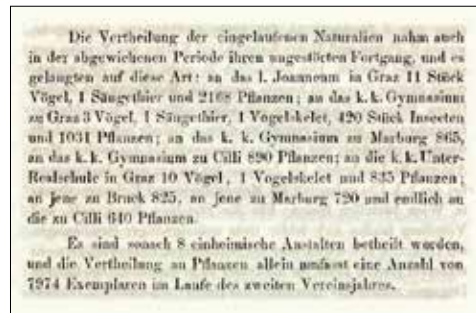 Die Vertheilung der eingelaufenen Naturalien nahm auch
in der abgewichenen Periode ihren ungestörten Fortgang, und es
gelangten auf diese Art: an das l. Joanneum in Graz 11 Stück
Vögel, 1 Säugethier und 2168 Pflanzen; an das k. k. Gymnasium
zu Graz 3 Vögel, 1 Säugethier, 1 Vogelskelet, 420 Stück Insecten
und 1031 Pflanzen; an das k. k. Gymnasium zu Marburg 865,
an das k. k. Gymnasium zu Cilli 890 Pflanzen; an die k. k. Unter-
Realschule in Graz 10 Vögel, 1 Vogelskelet und 835 Pflanzen;
an jene zu Bruck 825, an jene zu Marburg 720 und endlich an
die zu Cilli 640 Pflanzen.
Es sind sonach 8 einheimische Anstalten betheilt worden,
und die Vertheilung an Pflanzen allein umfasst eine Anzahl von
7974 Exemplaren im Laufe des zweiten Vereinsjahres.